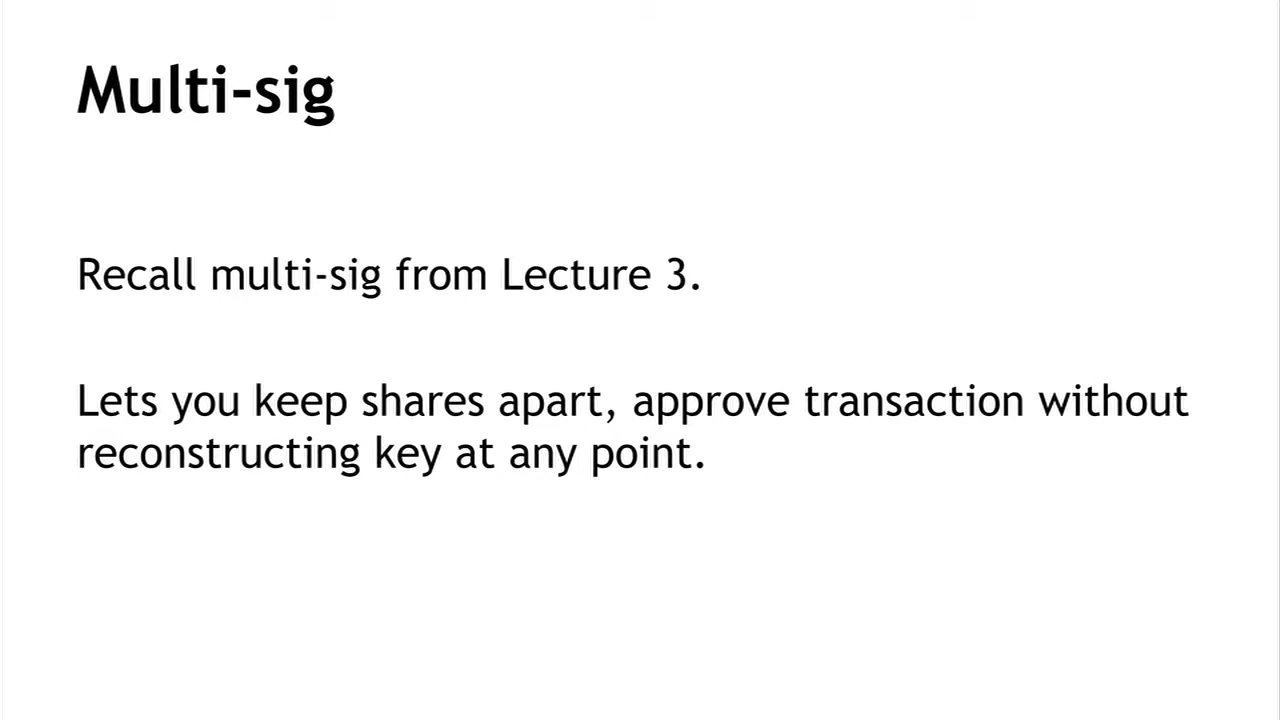 Multi-sig
Recall multi-sig from Lecture 3.
Lets you keep shares apart, approve transaction without
reconstructing key at any point.